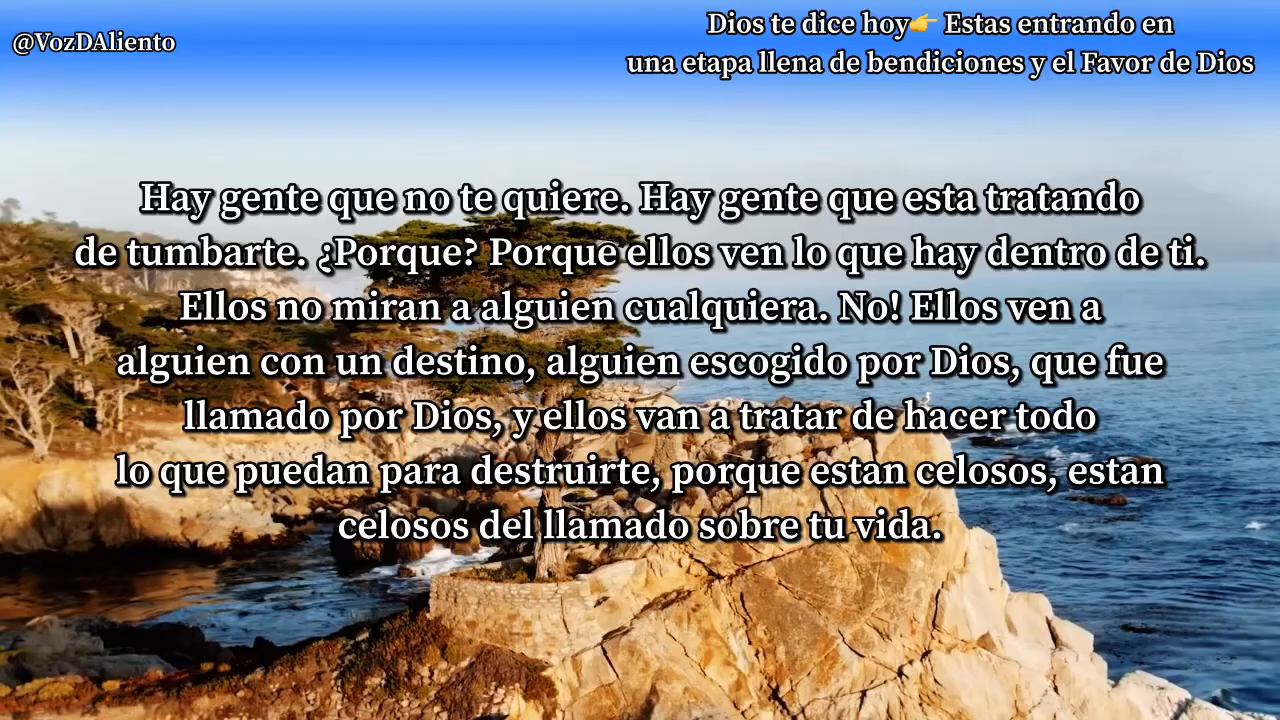 @VozDAliento
Dios te dice hoy👉 Estas entrando en
una etapa llena de bendiciones y el Favor de Dios
Hay gente que no te quiere. Hay gente que esta tratando
de tumbarte. ¿Porque? Porque ellos ven lo que hay dentro de ti.
Ellos no miran a alguien cualquiera. No! Ellos ven a
alguien con un destino, alguien escogido por Dios, que fue
llamado por Dios, y ellos van a tratar de hacer todo
lo que puedan para destruirte, porque estan celosos, estan
celosos del llamado sobre tu vida.